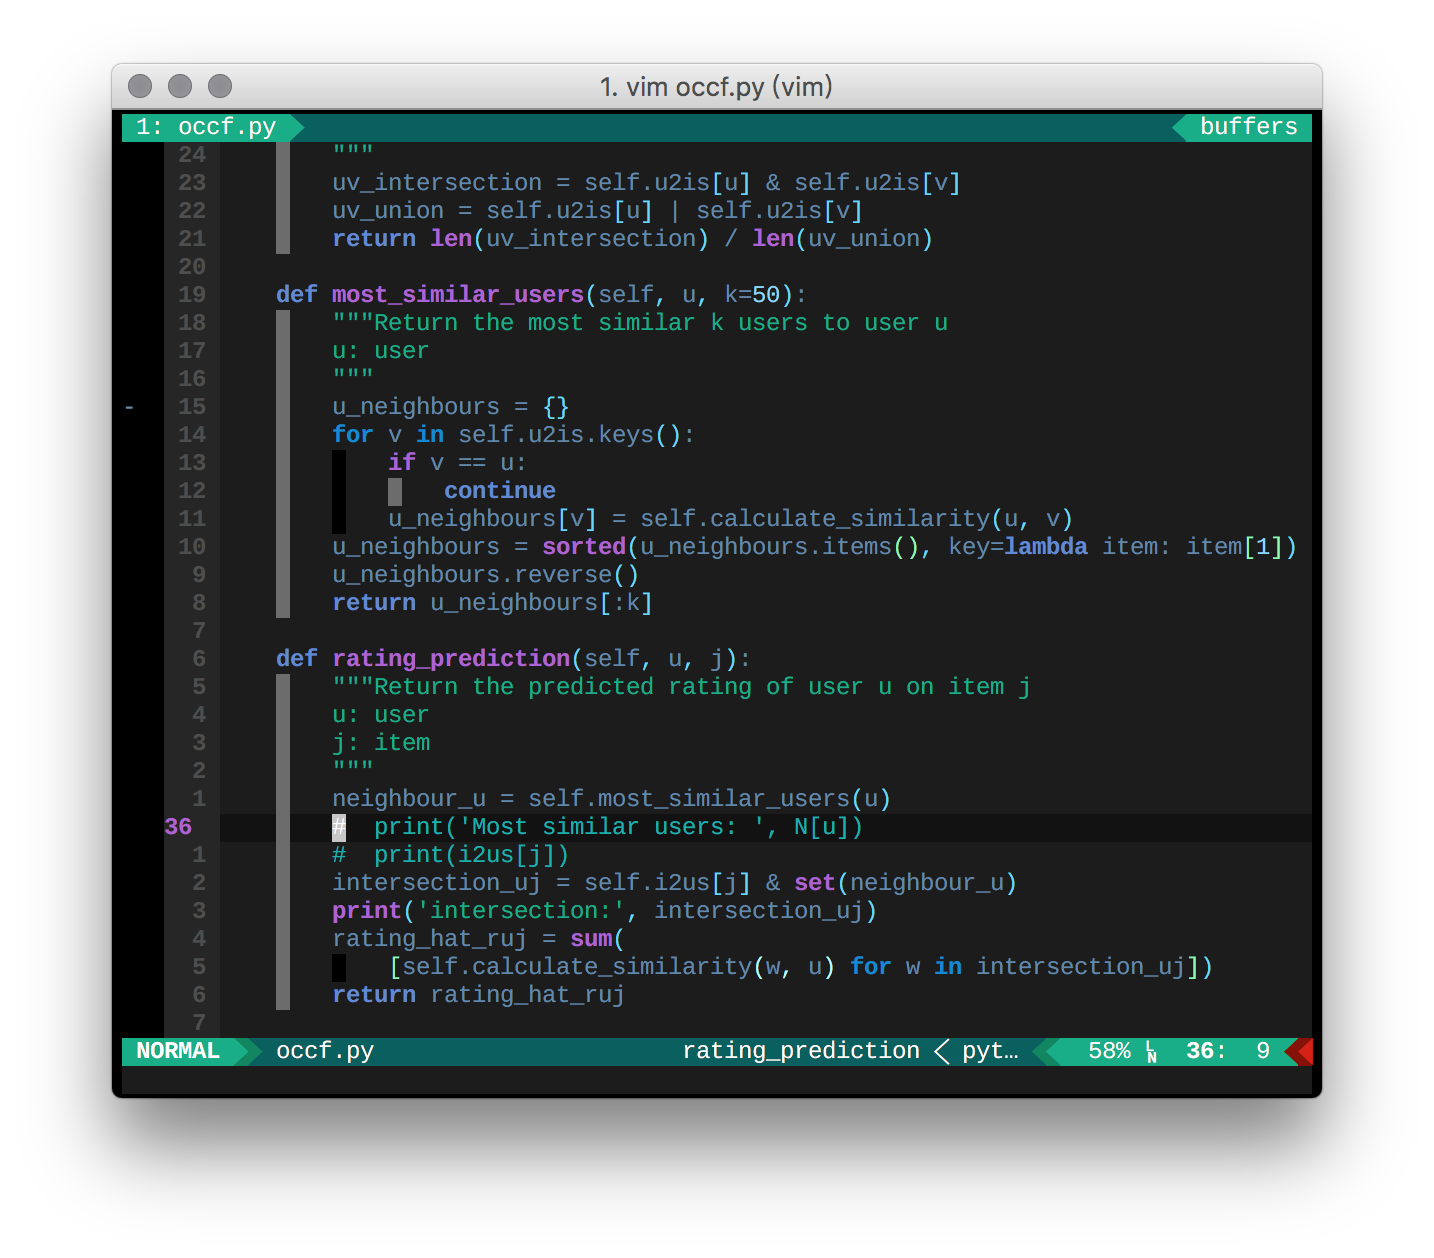 1. vim occf.py (vim)
1: occf.py buffers
24 """
23 uv_intersection = self.u2is[u] & self.u2is[v]
22 uv_union = self.u2is[u] | self.u2is[v]
21 return len(uv_intersection) / len(uv_union)
20
19 def most_similar_users(self, u, k=50):
18 """Return the most similar k users to user u
17 u: user
16 """
- 15 u_neighbours = {}
14 for v in self.u2is.keys():
13 if v == u:
12 continue
11 u_neighbours[v] = self.calculate_similarity(u, v)
10 u_neighbours = sorted(u_neighbours.items(), key=lambda item: item[1])
9 u_neighbours.reverse()
8 return u_neighbours[:k]
7
6 def rating_prediction(self, u, j):
5 """Return the predicted rating of user u on item j
4 u: user
3 j: item
2 """
1 neighbour_u = self.most_similar_users(u)
36 # print('Most similar users: ', N[u])
1 # print(i2us[j])
2 intersection_uj = self.i2us[j] & set(neighbour_u)
3 print('intersection:', intersection_uj)
4 rating_hat_ruj = sum(
5 [self.calculate_similarity(w, u) for w in intersection_uj])
6 return rating_hat_ruj
7
NORMAL occf.py rating_prediction < pyt… 58% LN 36: 9